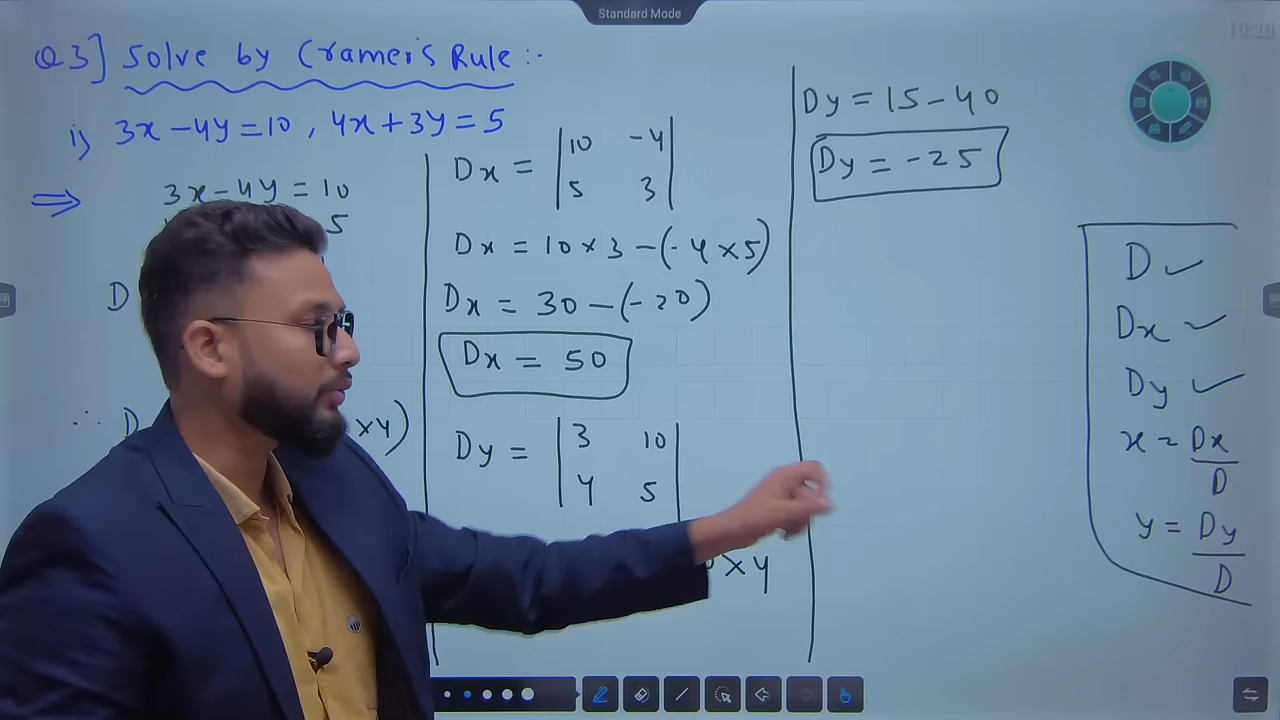 Standard Mode
Q3] Solve by Cramer's Rule :-
i) 3x - 4y = 10 , 4x + 3y = 5
⇒ 3x - 4y = 10
5
D
∴ D × 4)
Dx = | 10 -4 |
| 5 3 |
Dx = 10 × 3 - (-4 × 5)
Dx = 30 - (-20)
Dx = 50
Dy = | 3 10 |
| 4 5 |
× 4
Dy = 15 - 40
Dy = -25
D ✓
Dx ✓
Dy ✓
x = Dx
D
y = Dy
D